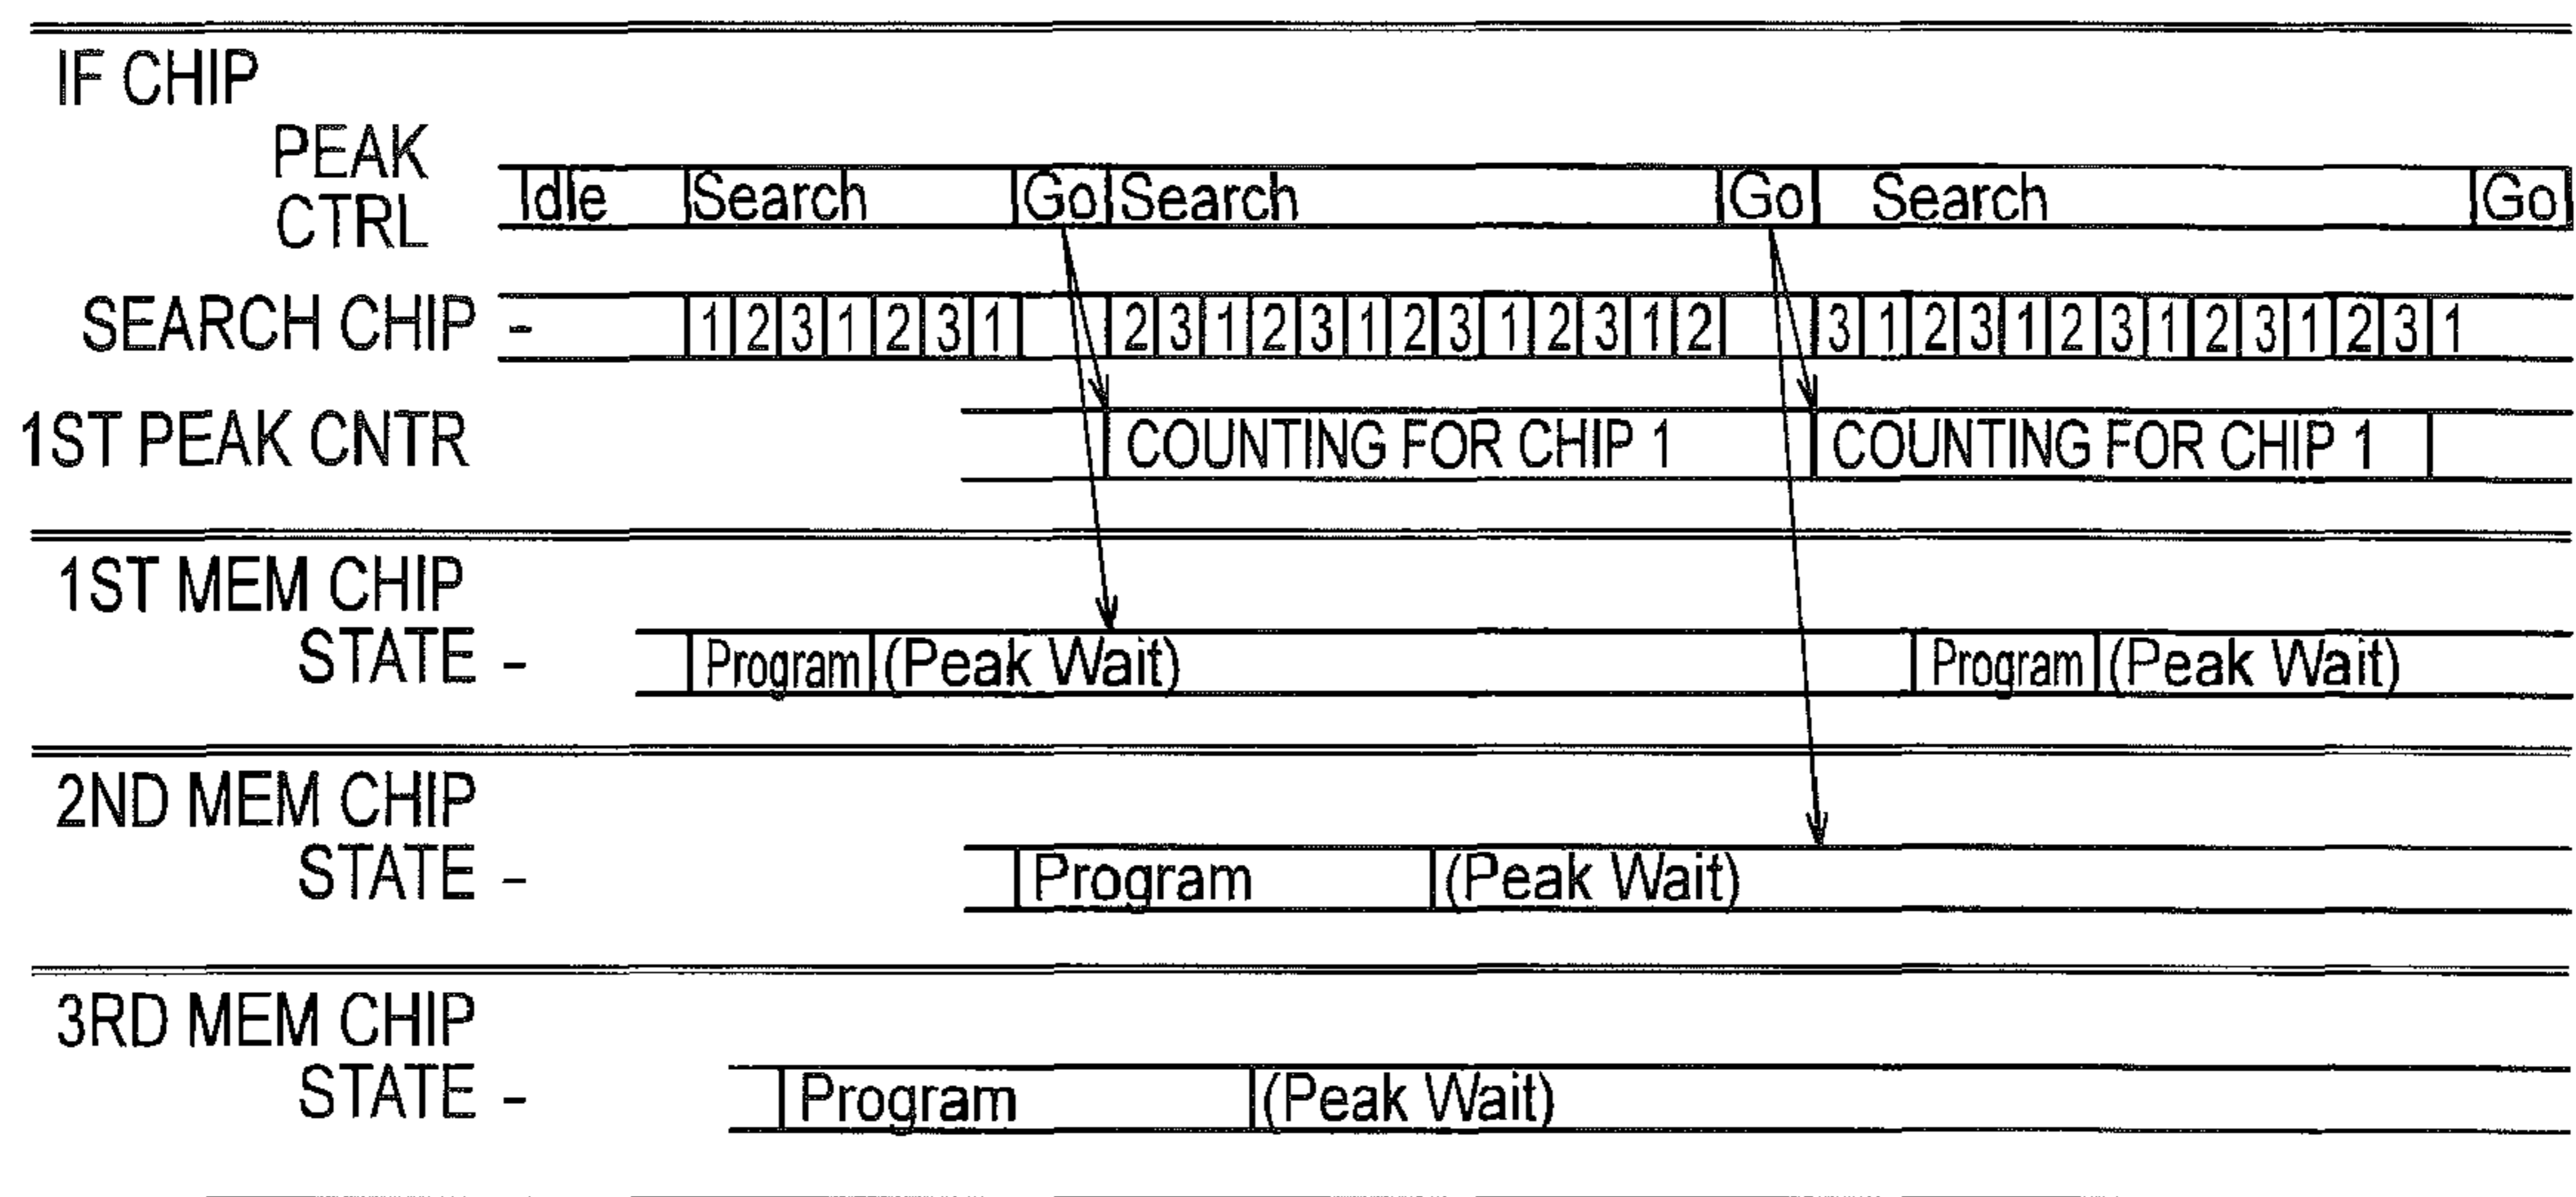 IF CHIP
PEAK
CTRL
Idle Search Go Search Go Search Go
SEARCH CHIP - 1 2 3 1 2 3 1 2 3 1 2 3 1 2 3 1 2 3 1 2 3 1 2 3 1 2 3 1 2 3 1 2 3 1
1ST PEAK CNTR COUNTING FOR CHIP 1 COUNTING FOR CHIP 1
1ST MEM CHIP
STATE - Program (Peak Wait) Program (Peak Wait)
2ND MEM CHIP
STATE - Program (Peak Wait)
3RD MEM CHIP
STATE - Program (Peak Wait)